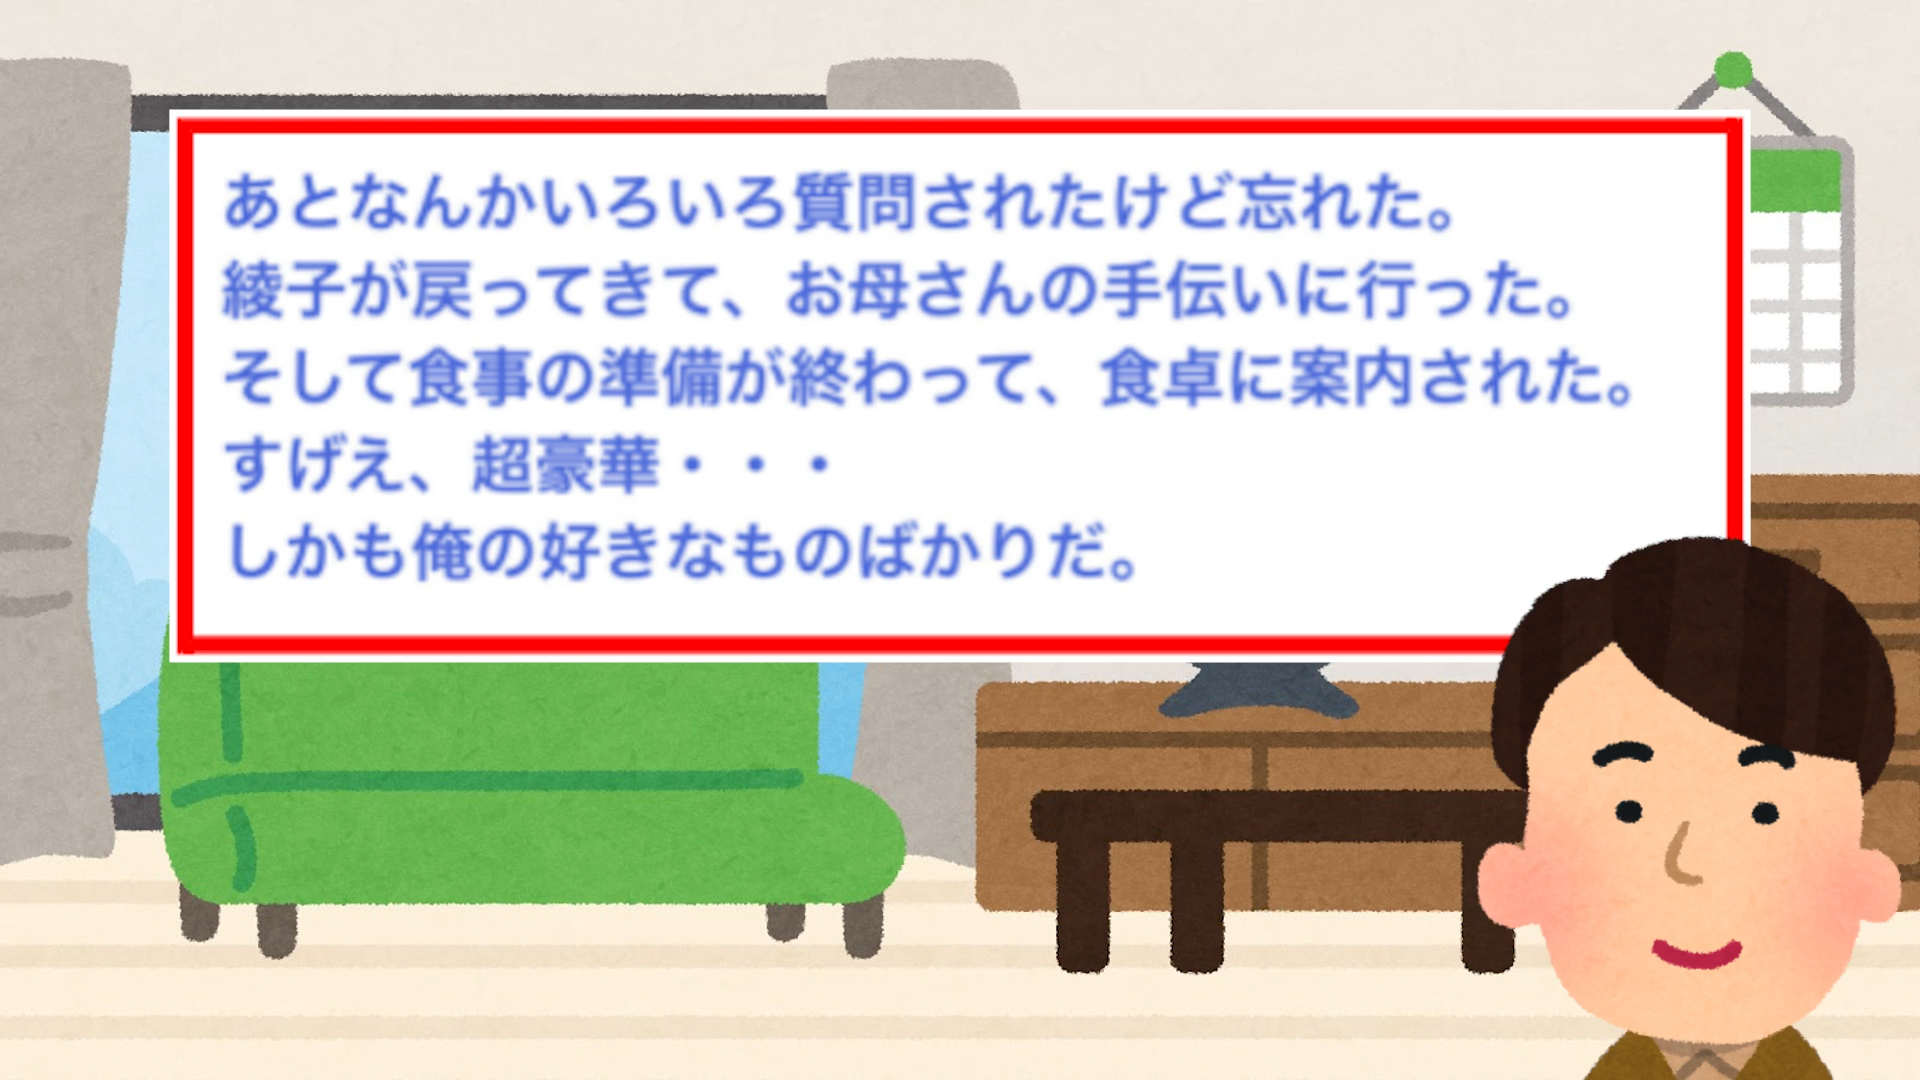 あとなんかいろいろ質問されたけど忘れた。
綾子が戻ってきて、お母さんの手伝いに行った。
そして食事の準備が終わって、食卓に案内された。
すげえ、超豪華・・・
しかも俺の好きなものばかりだ。